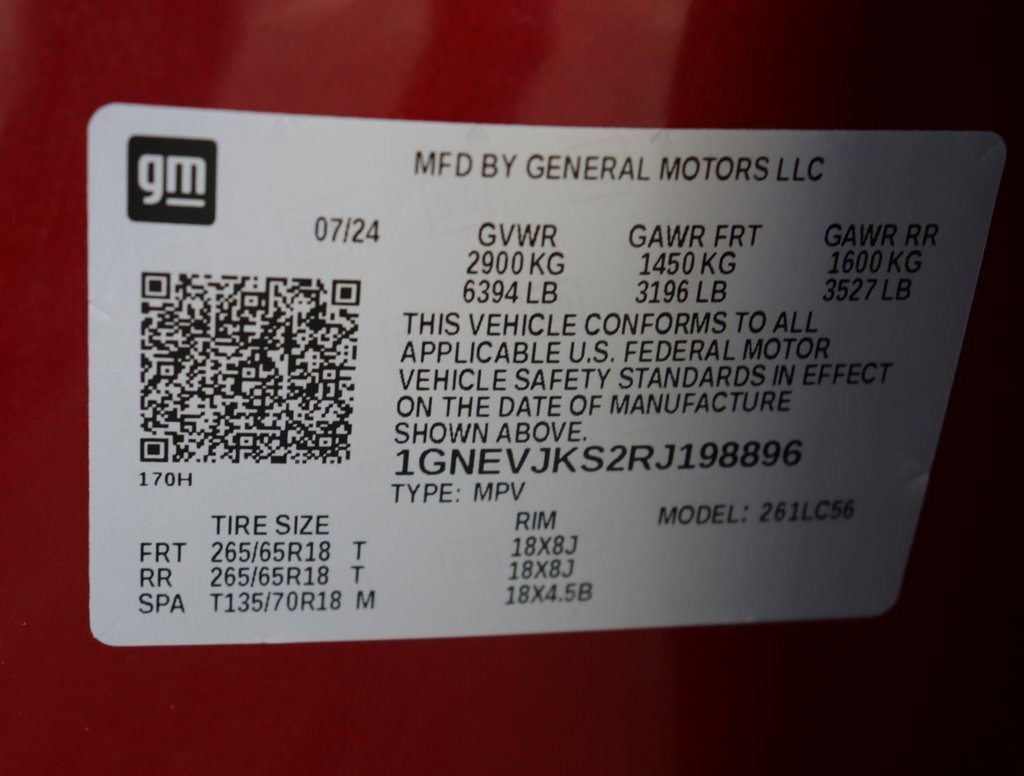 gm
MFD BY GENERAL MOTORS LLC
07/24 GVWR GAWR FRT GAWR RR
2900 KG 1450 KG 1600 KG
6394 LB 3196 LB 3527 LB
THIS VEHICLE CONFORMS TO ALL
APPLICABLE U.S. FEDERAL MOTOR
VEHICLE SAFETY STANDARDS IN EFFECT
ON THE DATE OF MANUFACTURE
SHOWN ABOVE.
1GNEVJKS2RJ198896
170H
TYPE: MPV
MODEL: 261LC56
TIRE SIZE RIM
FRT 265/65R18 T 18X8J
RR 265/65R18 T 18X8J
SPA T135/70R18 M 18X4.5B